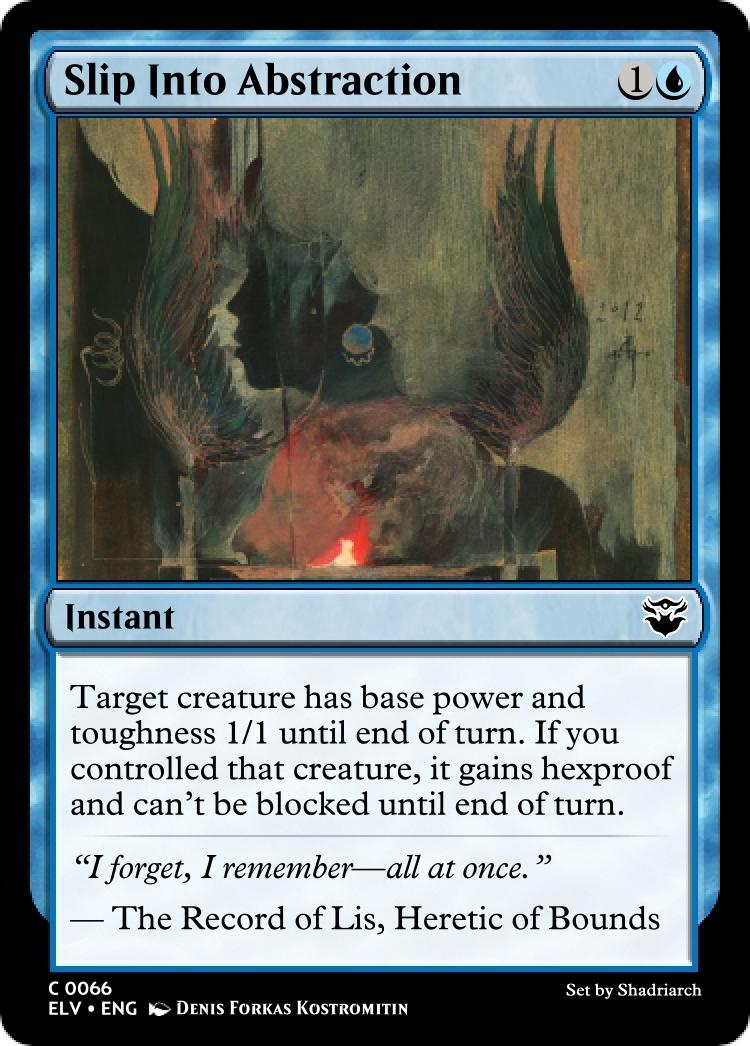 Slip Into Abstraction
1
2012
Instant
Target creature has base power and
toughness 1/1 until end of turn. If you
controlled that creature, it gains hexproof
and can't be blocked until end of turn.
“I forget, I remember—all at once.”
— The Record of Lis, Heretic of Bounds
C 0066
Set by Shadriarch
ELV • ENG DENIS FORKAS KOSTROMITIN